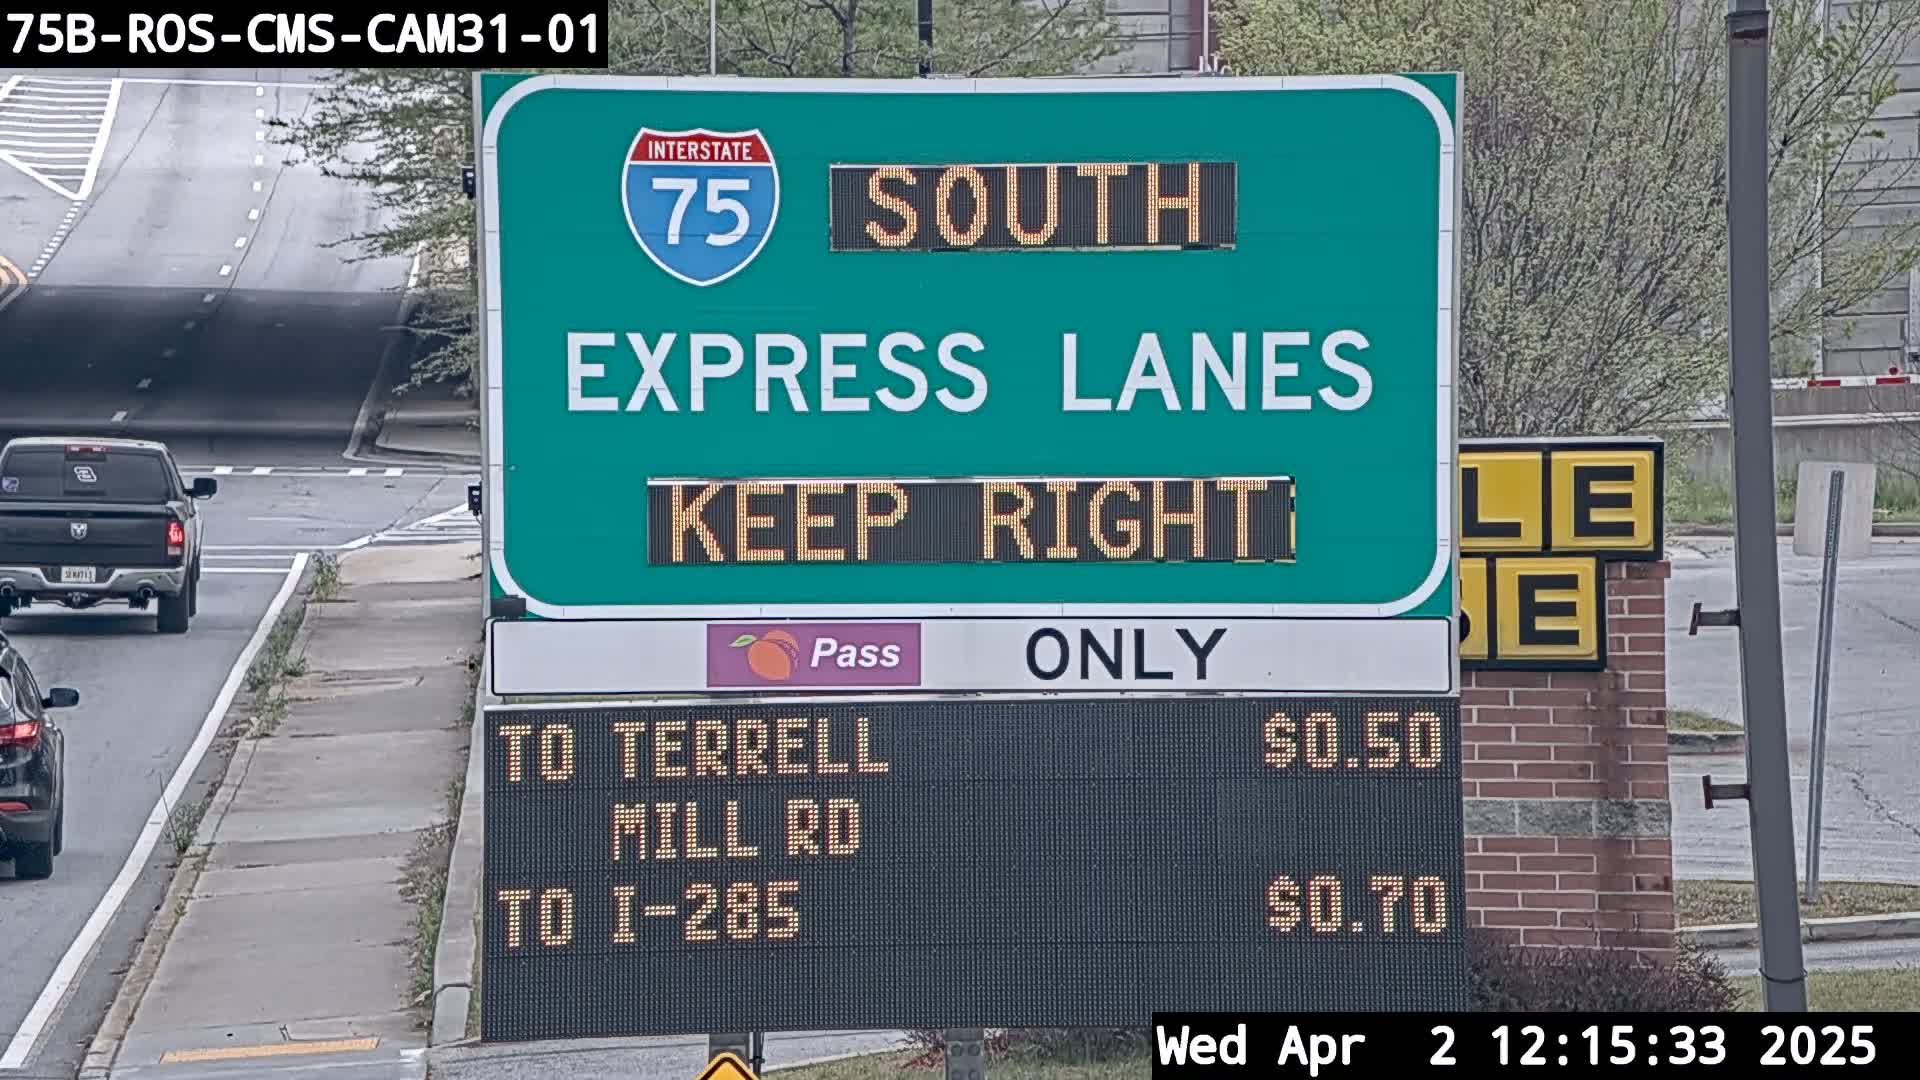 75B-ROS-CMS-CAM31-01
INTERSTATE
75
SOUTH
EXPRESS LANES
KEEP RIGHT
Pass ONLY
TO TERRELL $0.50
MILL RD
TO I-285 $0.70
LE
E
Wed Apr 2 12:15:33 2025